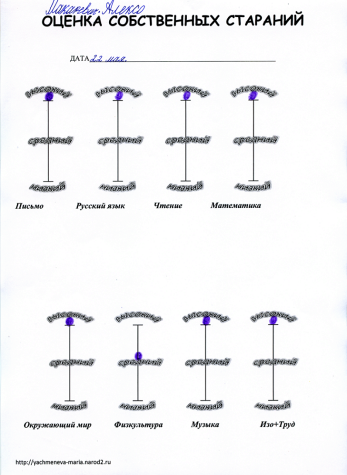 ОЦЕНКА СОБСТВЕННЫХ СТАРАНИЙ
ДАТА 22 мая.
ВЫСОКИЙ ВЫСОКИЙ ВЫСОКИЙ ВЫСОКИЙ
СРЕДНИЙ СРЕДНИЙ СРЕДНИЙ СРЕДНИЙ
НИЗКИЙ НИЗКИЙ НИЗКИЙ НИЗКИЙ
Письмо Русский язык Чтение Математика
ВЫСОКИЙ ВЫСОКИЙ ВЫСОКИЙ ВЫСОКИЙ
СРЕДНИЙ СРЕДНИЙ СРЕДНИЙ СРЕДНИЙ
НИЗКИЙ НИЗКИЙ НИЗКИЙ НИЗКИЙ
Окружающий мир Физкультура Музыка Изо+Труд
http://yachmeneva-maria.narod2.ru